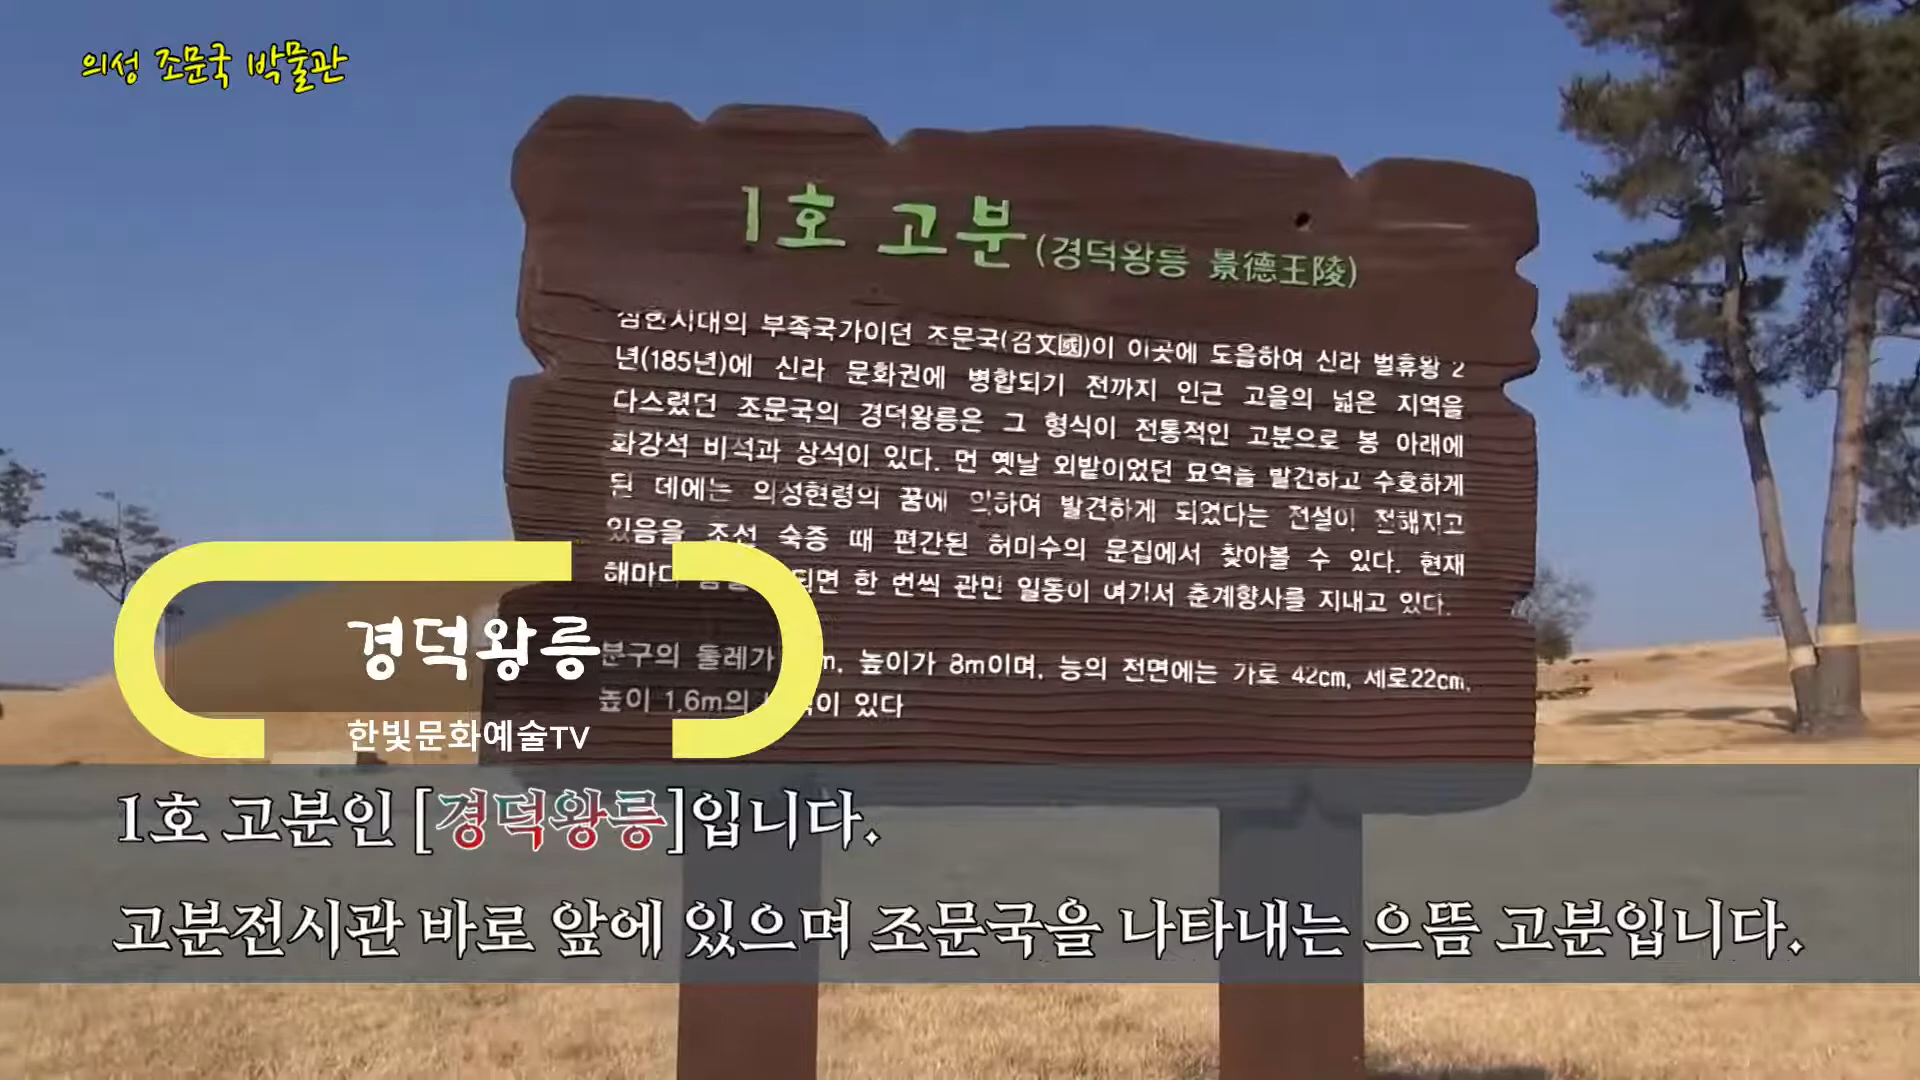 의성 조문국 박물관
1호 고분(경덕왕릉 景德王陵)
삼한시대의 부족국가이던 조문국(召文國)이 이곳에 도읍하여 신라 벌휴왕 2
년(185년)에 신라 문화권에 병합되기 전까지 인근 고을의 넓은 지역을
다스렸던 조문국의 경덕왕릉은 그 형식이 전통적인 고분으로 봉 아래에
화강석 비석과 상석이 있다. 먼 옛날 외밭이었던 묘역을 발견하고 수호하게
된 데에는 의성현령의 꿈에 의하여 발견하게 되었다는 전설이 전해지고
있음을 조선 숙종 때 편간된 허미수의 문집에서 찾아볼 수 있다. 현재
해마다 되면 한 번씩 관민 일동이 여기서 춘계향사를 지내고 있다.
분구의 둘레가 m, 높이가 8m이며, 능의 전면에는 가로 42cm, 세로22cm,
높이 1.6m의 있다
경덕왕릉
한빛문화예술TV
1호 고분인 [경덕왕릉]입니다.
고분전시관 바로 앞에 있으며 조문국을 나타내는 으뜸 고분입니다.